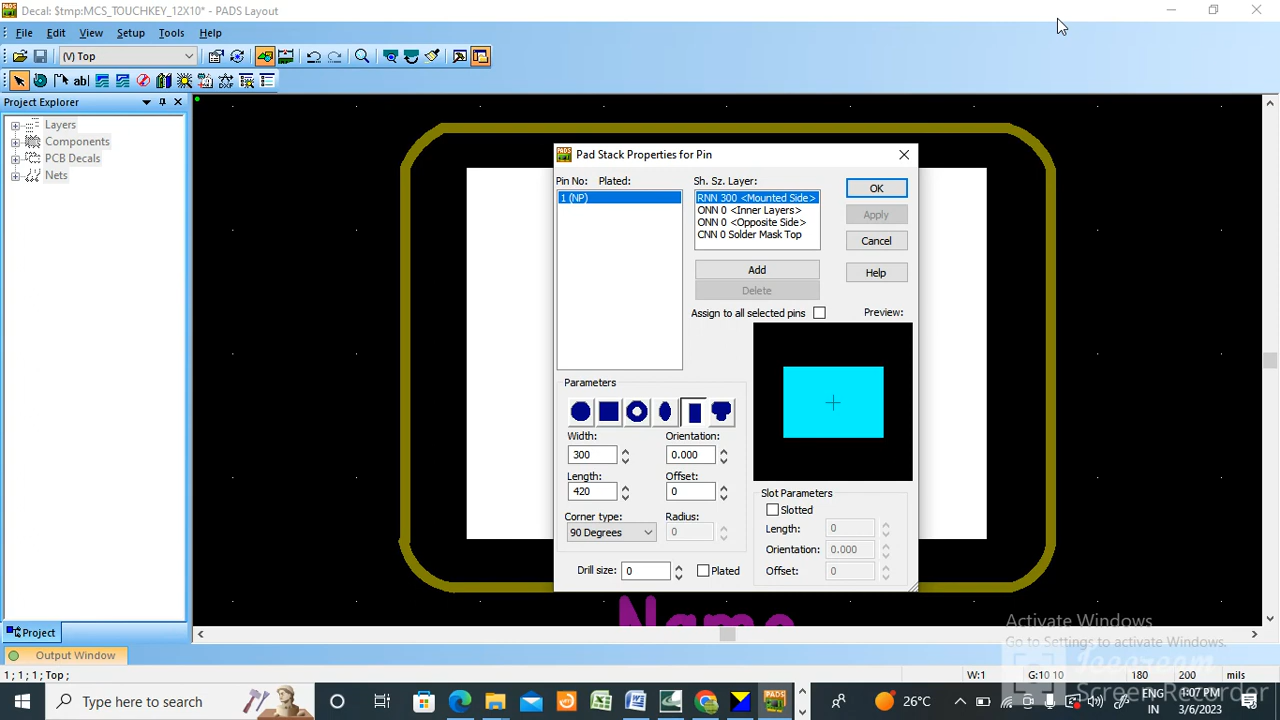 Decal: $tmp:MCS_TOUCHKEY_12X10* - PADS Layout
File Edit View Setup Tools Help
(V) Top
ab|
Project Explorer
Layers
Components
PCB Decals
Nets
Pad Stack Properties for Pin
Pin No: Plated: Sh. Sz. Layer:
1 (NP)
RNN 300 <Mounted Side>
ONN 0 <Inner Layers>
ONN 0 <Opposite Side>
CNN 0 Solder Mask Top
OK
Apply
Cancel
Help
Add
Delete
Assign to all selected pins
Preview:
Parameters
Width: Orientation:
300 0.000
Length: Offset:
420 0
Corner type: Radius:
90 Degrees 0
Drill size: 0 Plated
Slot Parameters
Slotted
Length: 0
Orientation: 0.000
Offset: 0
Name
Activate Windows
Go to Settings to activate Windows.
Project
Output Window
1 ; 1 ; 1 ; Top ; W:1 G:10 10 180 200 mils
Icecream
Screen Recorder
Type here to search
26°C
ENG
IN
1:07 PM
3/6/2023